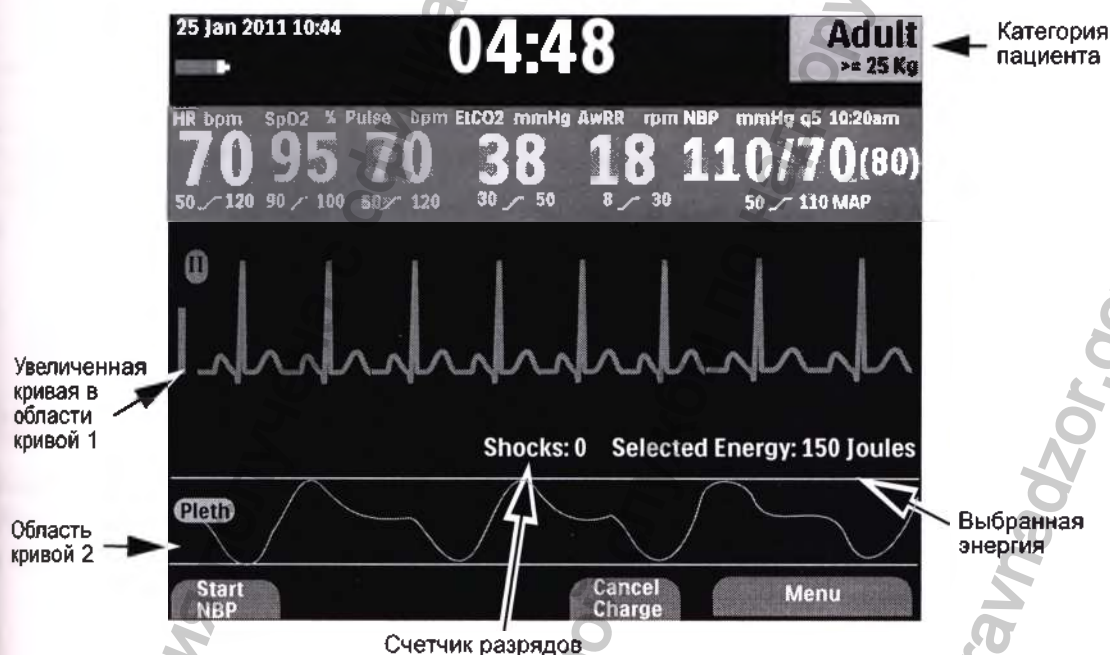 25 Jan 2011 10:44
04:48
Adult
>= 25 Kg
Категория
пациента
HR bpm SpO2 % Pulse bpm EtCO2 mmHg AwRR rpm NBP mmHg q5 10:20am
70 95 70 38 18 110/70(80)
50 120 90 100 50 120 30 50 8 30 50 110 MAP
II
Увеличенная
кривая в
области
кривой 1
Shocks: 0 Selected Energy: 150 Joules
Pleth
Область
кривой 2
Выбранная
энергия
Start
NBP
Cancel
Charge
Menu
Счетчик разрядов